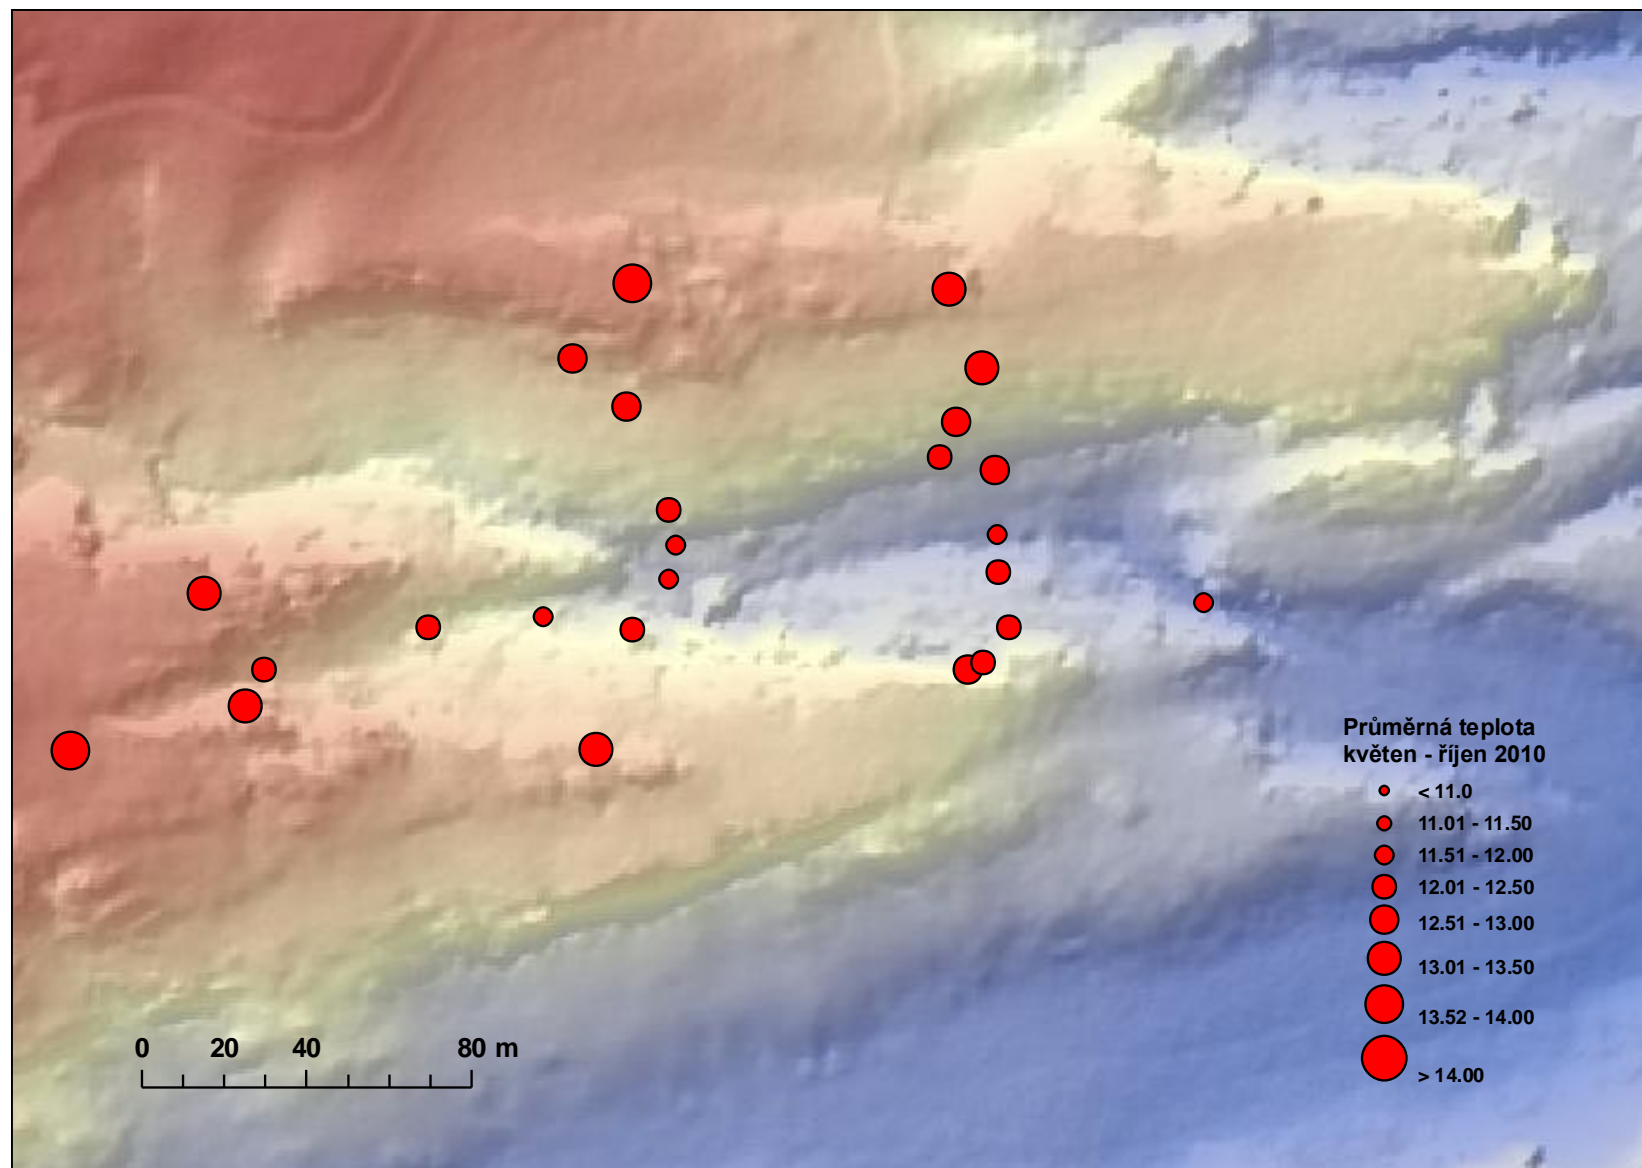 Průměrná teplota
květen - říjen 2010
< 11.0
11.01 - 11.50
11.51 - 12.00
12.01 - 12.50
12.51 - 13.00
13.01 - 13.50
13.52 - 14.00
> 14.00
0 20 40 80 m